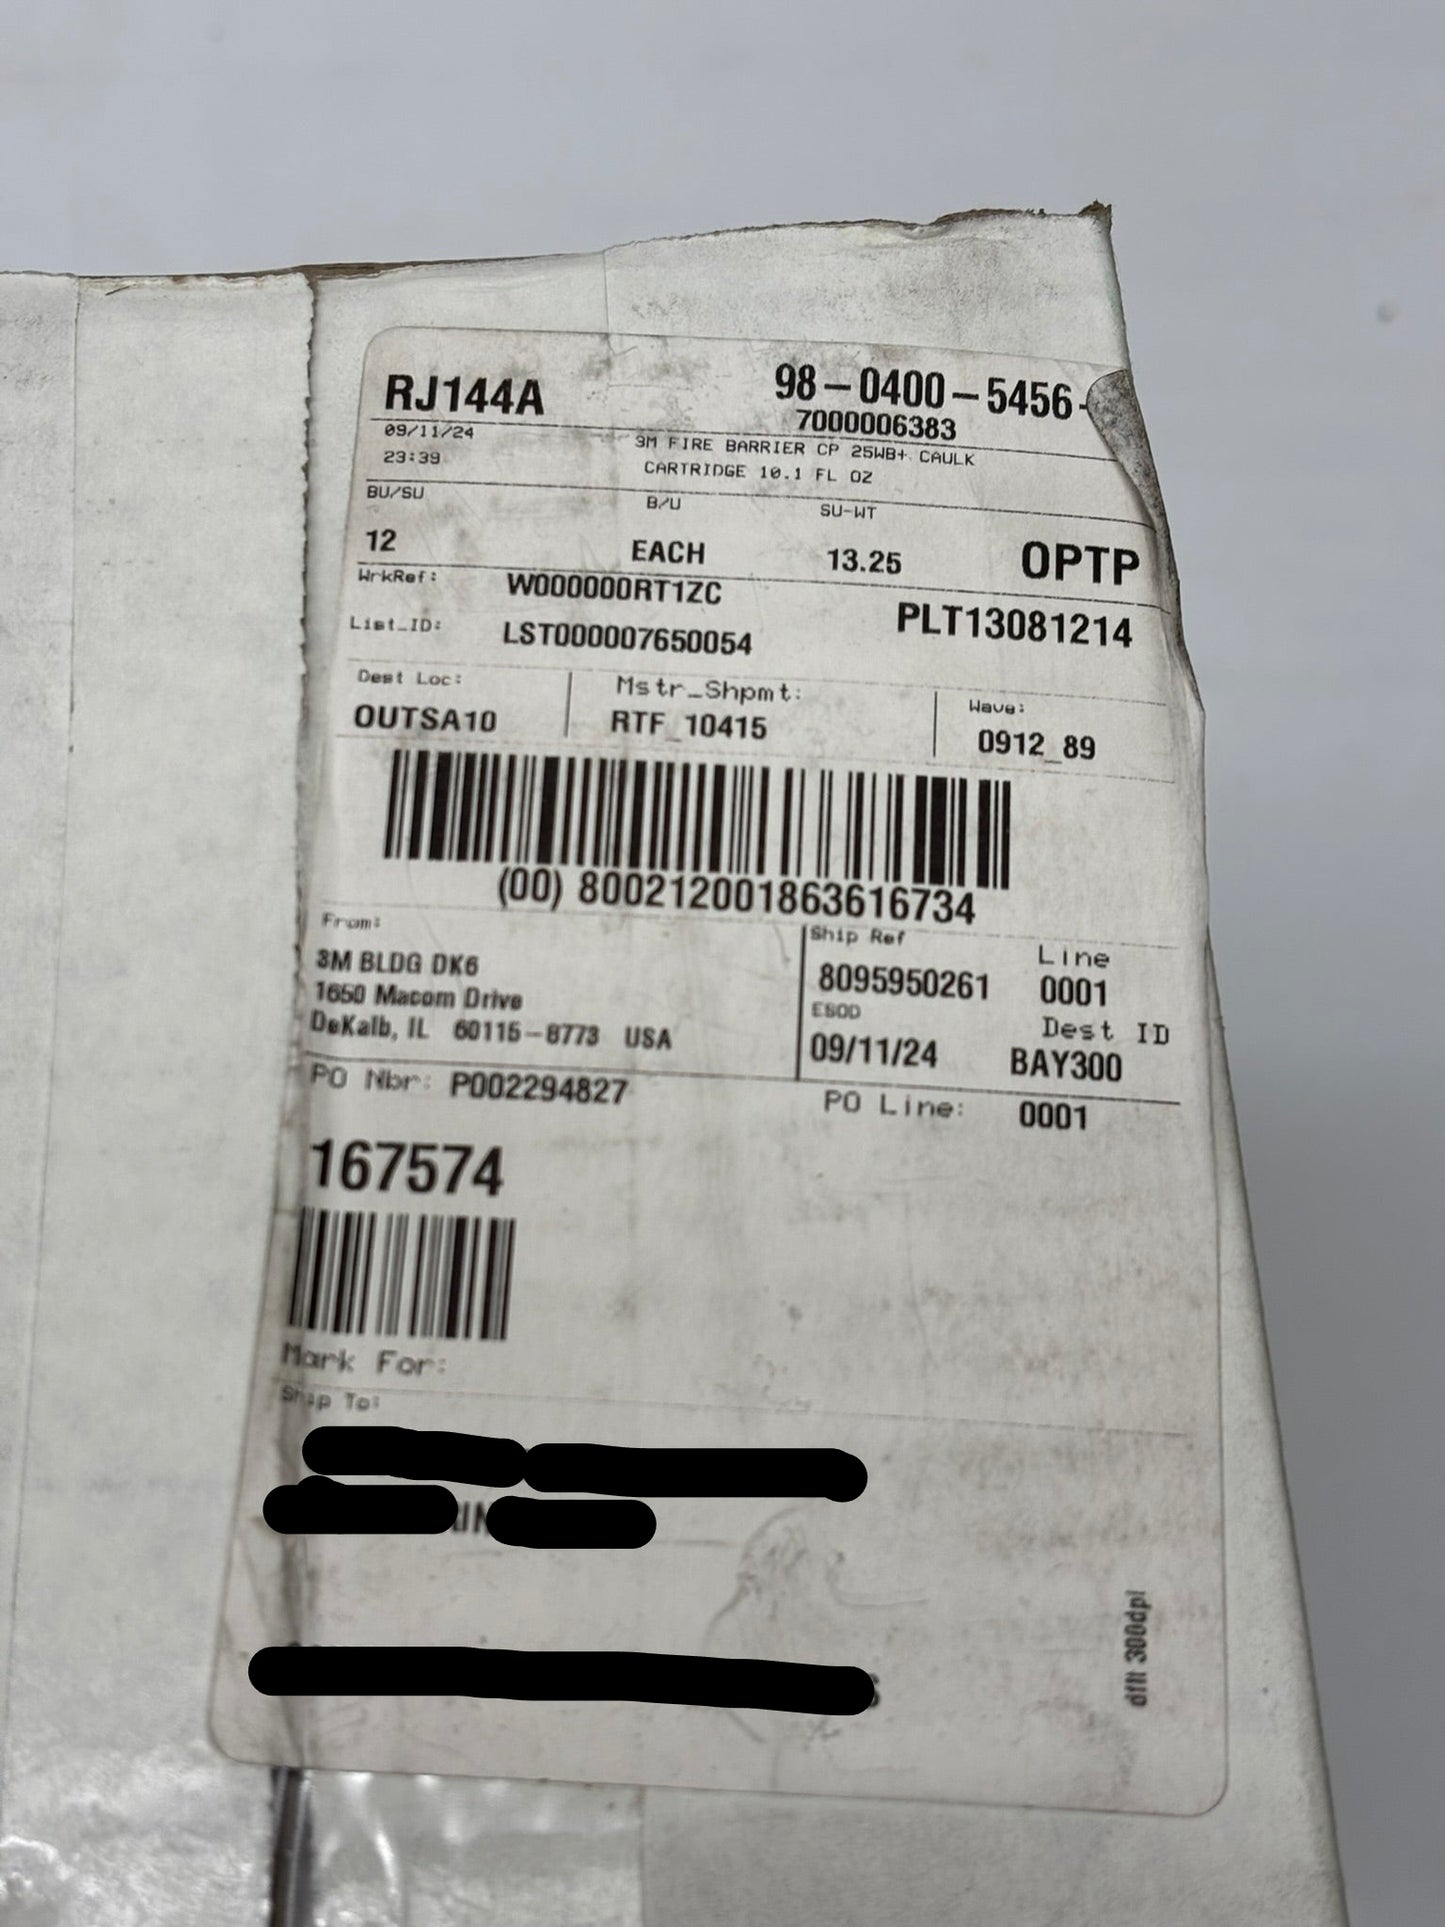 RJ144A 98-0400-5456-
7000006383
09/11/24 3M FIRE BARRIER CP 25WB+ CAULK
23:39 CARTRIDGE 10.1 FL OZ
BU/SU B/U SU-WT
12 EACH 13.25 OPTP
WrkRef: W000000RT1ZC PLT13081214
List_ID: LST000007650054
Dest Loc: Mstr_Shpmt: Wave:
OUTSA10 RTF_10415 0912_89
(00) 800212001863616734
From: Ship Ref Line
3M BLDG DK6 8095950261 0001
1650 Macom Drive ESOD Dest ID
DeKalb, IL 60115-8773 USA 09/11/24 BAY300
PO Nbr: P002294827 PO Line: 0001
167574
Mark For:
Ship To:
dflt 300dpi